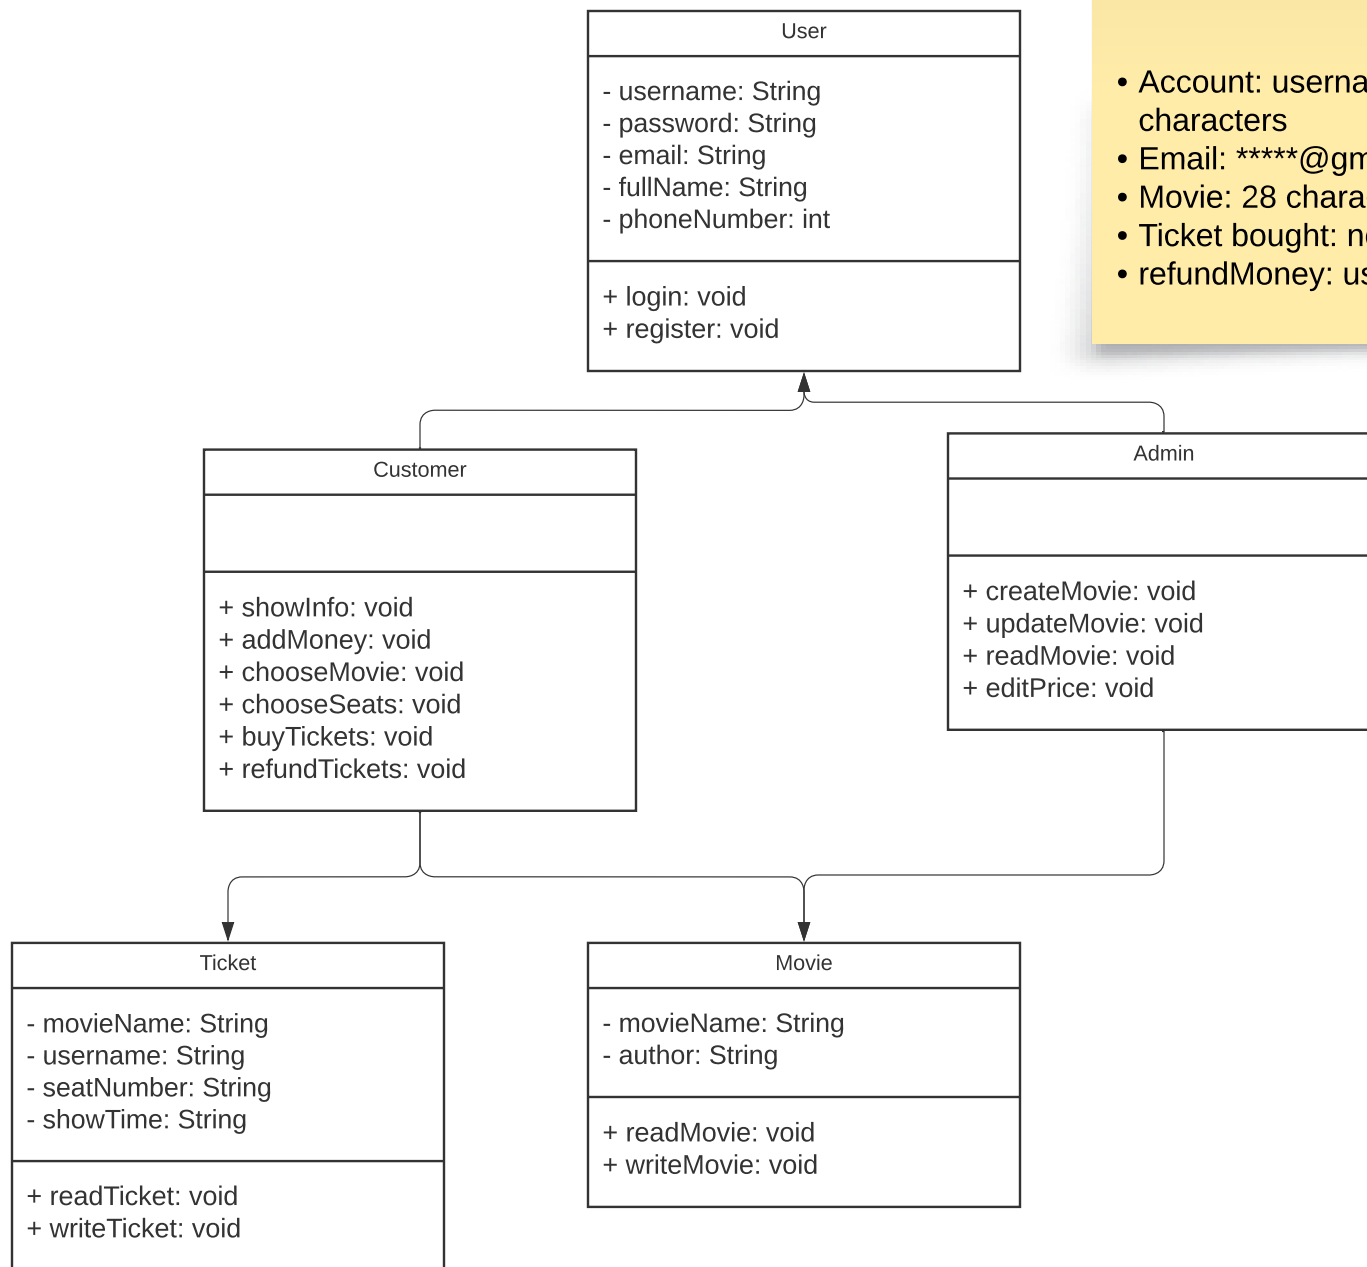 User
- username: String
- password: String
- email: String
- fullName: String
- phoneNumber: int
+ login: void
+ register: void
• Account:
characters
• Email: *****@gm
• Movie: 28
• Ticket bought:
• refundMoney:
Customer
+ showInfo: void
+ addMoney: void
+ chooseMovie: void
+ chooseSeats: void
+ buyTickets: void
+ refundTickets: void
Admin
+ createMovie: void
+ updateMovie: void
+ readMovie: void
+ editPrice: void
Ticket
- movieName: String
- username: String
- seatNumber: String
- showTime: String
+ readTicket: void
+ writeTicket: void
Movie
- movieName: String
- author: String
+ readMovie: void
+ writeMovie: void